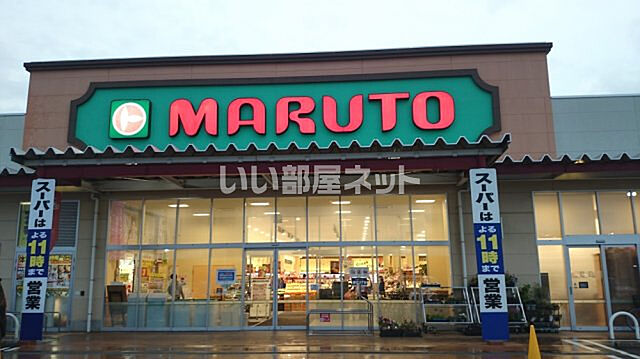 MARUTO
いい部屋ネット
スーパーは
よる
11時まで
営業
スーパーは
よる
11時まで
営業